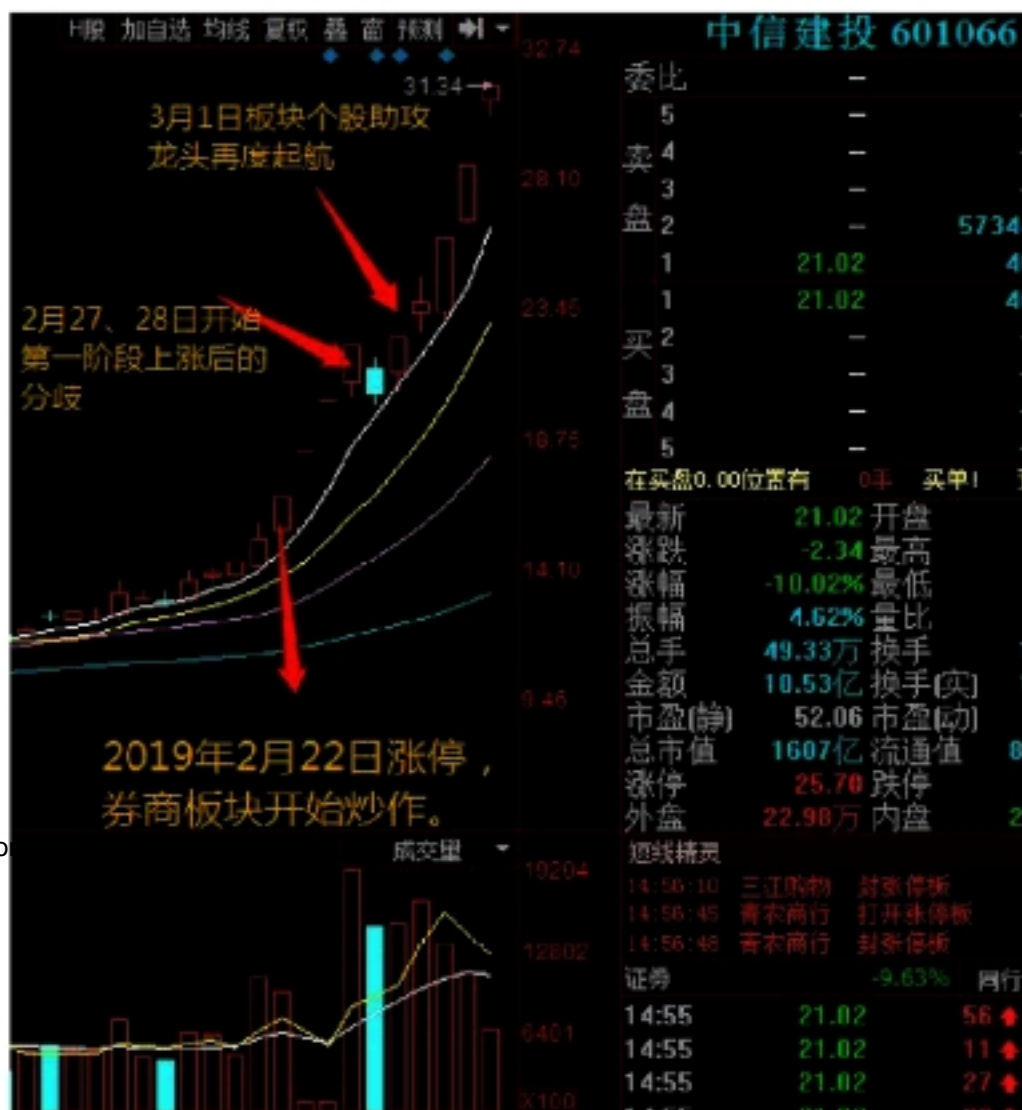 H股 加自选 均线 复权 叠 窗 预测
中信建投 601066
32.74
31.34
3月1日板块个股助攻
龙头再度起航
28.10
2月27、28日开始
第一阶段上涨后的
分歧
23.45
18.75
14.10
9.46
2019年2月22日涨停，
券商板块开始炒作。
委比 —
卖盘
5 —
4 —
3 —
2 — 5734
1 21.02 4
买盘
1 21.02 4
2 —
3 —
4 —
5 —
在买盘0.00位置有 0手 买单!
最新 21.02 开盘
涨跌 -2.34 最高
涨幅 -10.02% 最低
振幅 4.62% 量比
总手 49.33万 换手
金额 10.53亿 换手(实)
市盈(静) 52.06 市盈(动)
总市值 1607亿 流通值 8
涨停 25.70 跌停
外盘 22.98万 内盘 2
成交量
19204
12802
6401
X100
短线精灵
14:56:10 三江购物 封涨停板
14:56:45 青农商行 打开涨停板
14:56:48 青农商行 封涨停板
证券 -9.63% 同行
14:55 21.02 56
14:55 21.02 11
14:55 21.02 27